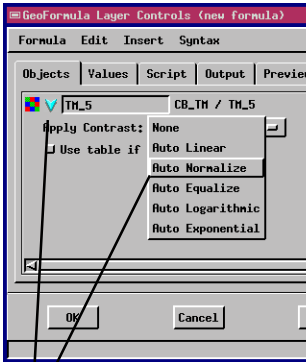 GeoFormula Layer Controls (new formula)
Formula Edit Insert Syntax
Objects Values Script Output
TM_5 CB_TM / TM_5
Apply Contrast: None
Use table if Auto Linear
Auto Normalize
Auto Equalize
Auto Logarithmic
Auto Exponential
OK Cancel